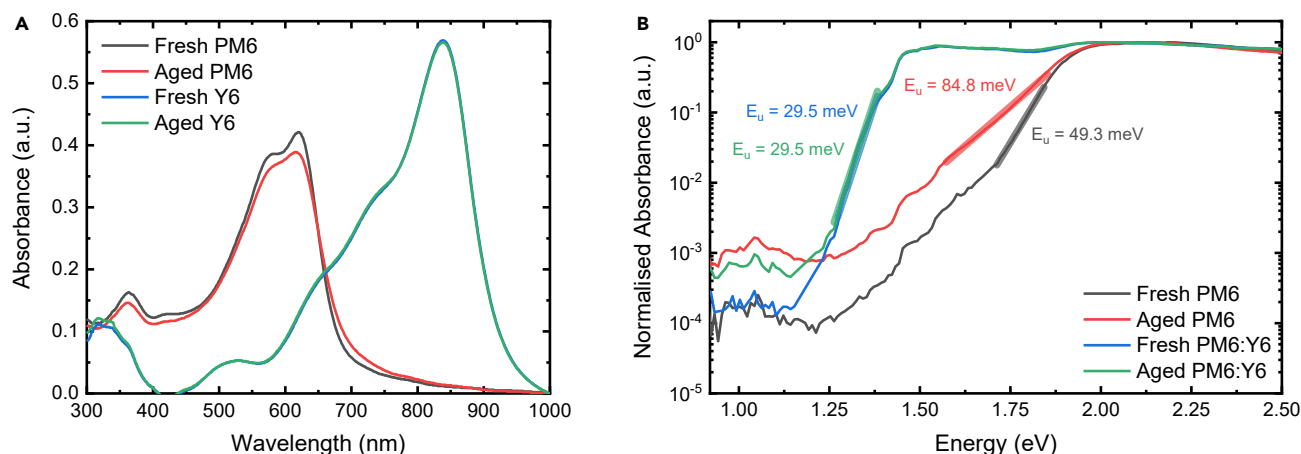 A
Absorbance (a.u.)
0.6
0.5
0.4
0.3
0.2
0.1
0.0
Fresh PM6
Aged PM6
Fresh Y6
Aged Y6
300 400 500 600 700 800 900 1000
Wavelength (nm)
B
Normalised Absorbance (a.u.)
10^0
10^-1
10^-2
10^-3
10^-4
10^-5
E_u = 84.8 meV
E_u = 29.5 meV
E_u = 49.3 meV
E_u = 29.5 meV
Fresh PM6
Aged PM6
Fresh PM6:Y6
Aged PM6:Y6
1.00 1.25 1.50 1.75 2.00 2.25 2.50
Energy (eV)